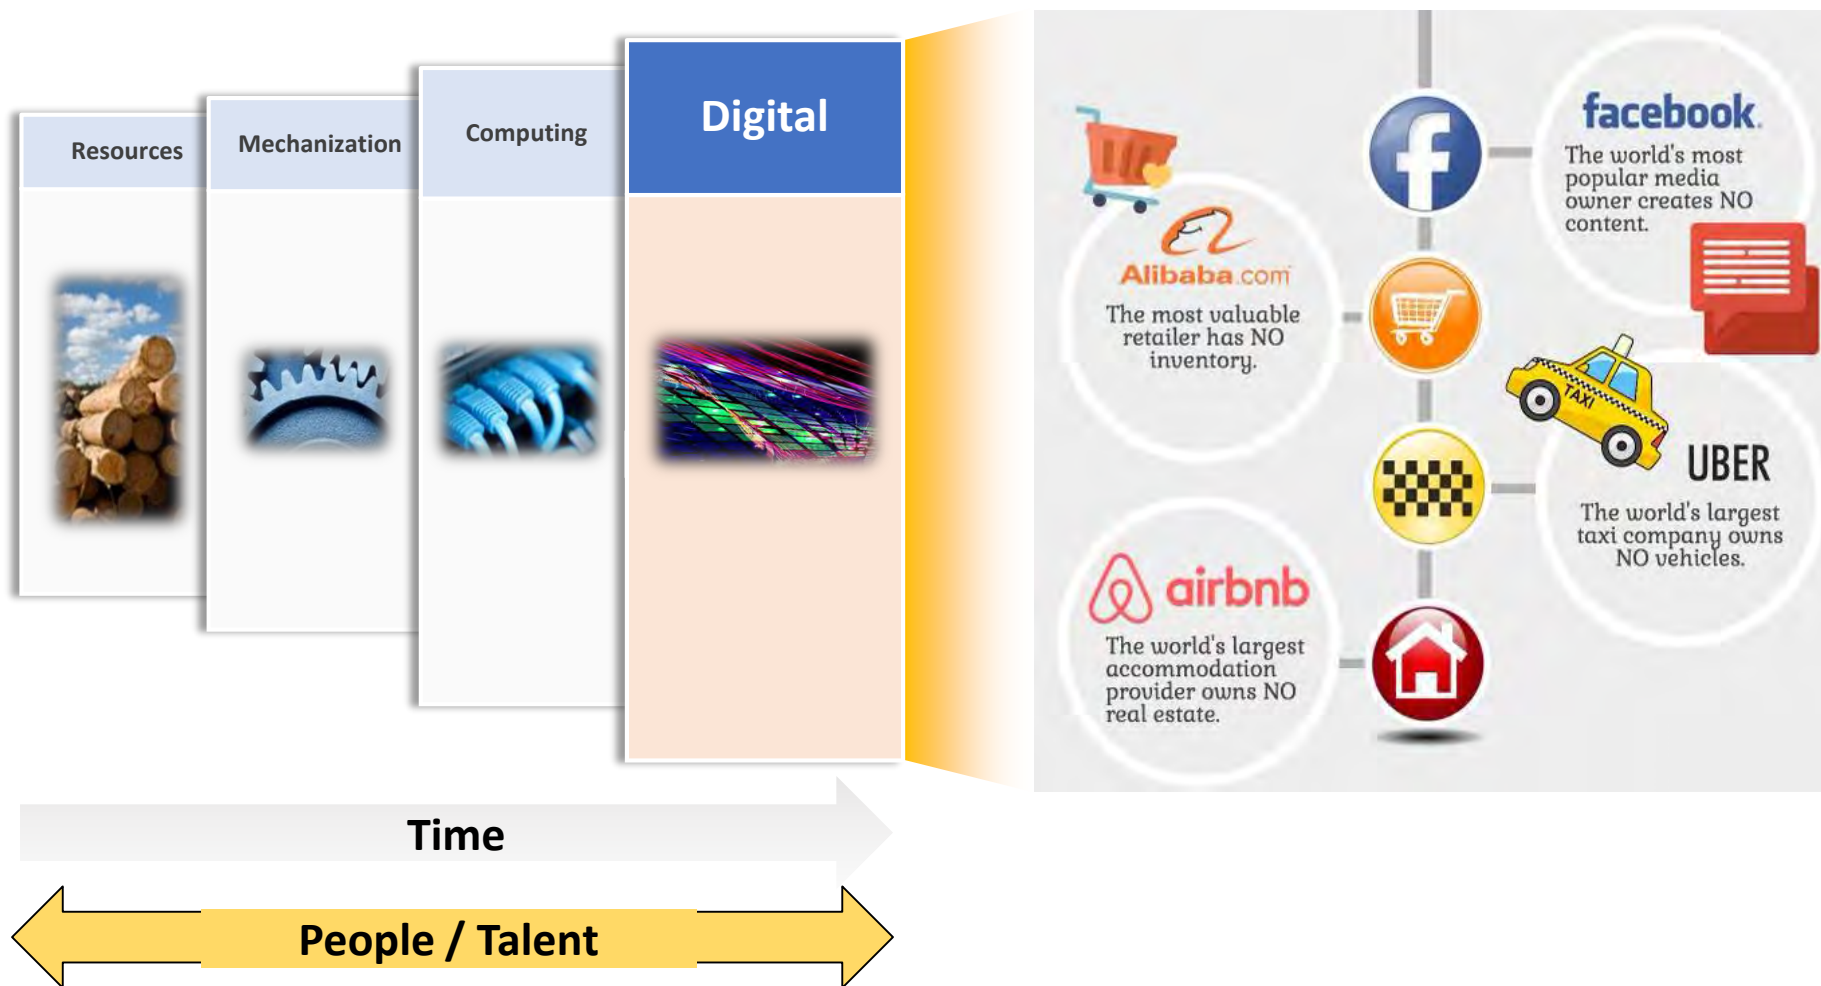 Resources
Mechanization
Computing
Digital
Time
People / Talent
facebook.
The world's most
popular media
owner creates NO
content.
Alibaba.com
The most valuable
retailer has NO
inventory.
TAXI
UBER
The world's largest
taxi company owns
NO vehicles.
airbnb
The world's largest
accommodation
provider owns NO
real estate.